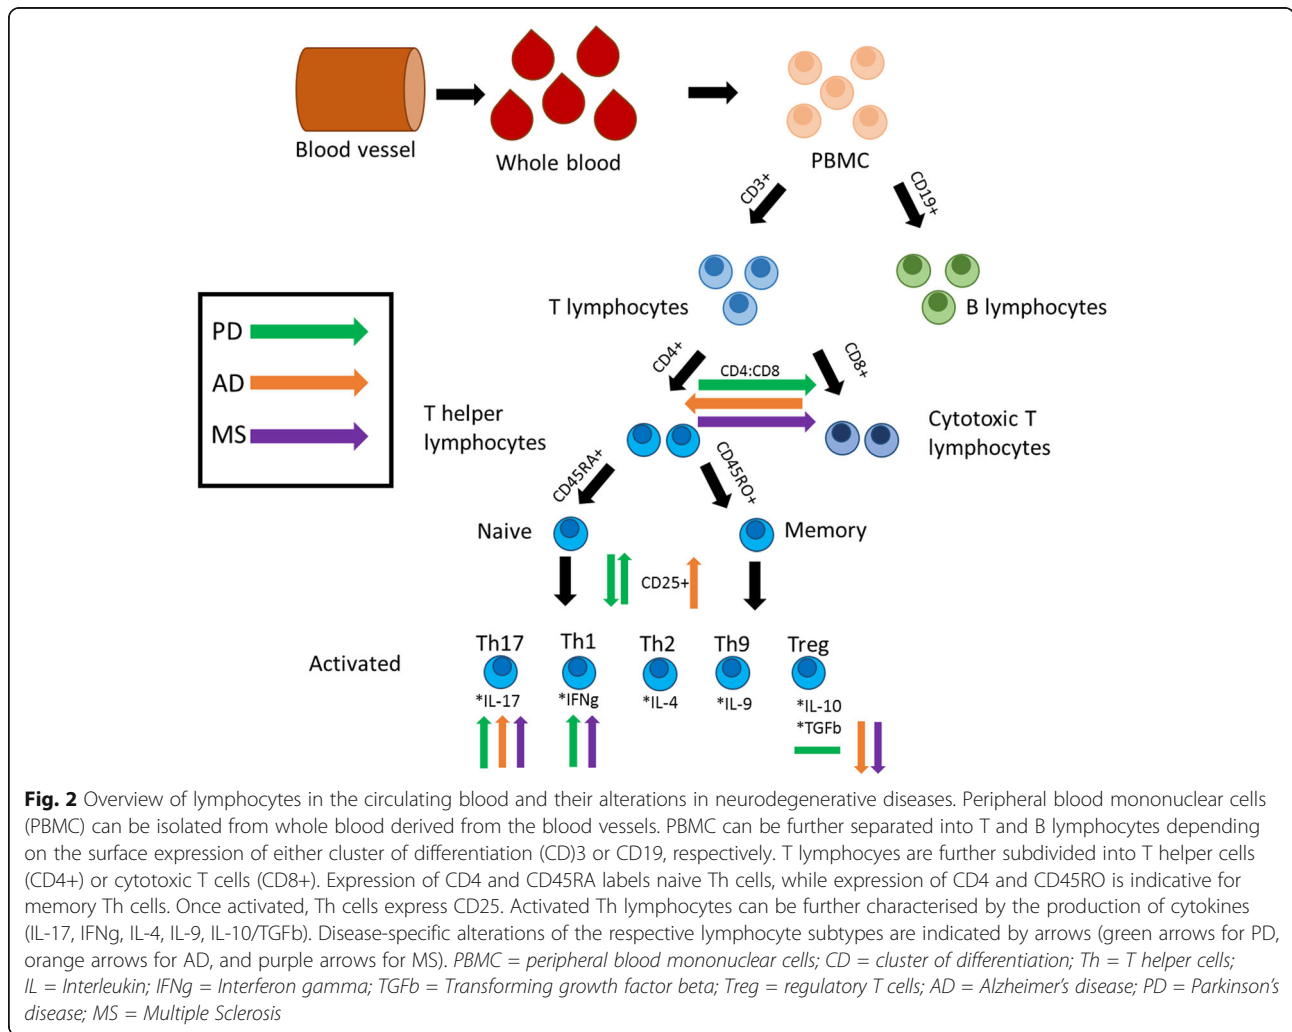 Blood vessel
Whole blood
PBMC
CD3+
CD19+
T lymphocytes
B lymphocytes
PD
AD
MS
CD4+
CD8+
CD4:CD8
T helper
lymphocytes
Cytotoxic T
lymphocytes
CD45RA+
CD45RO+
Naive
Memory
CD25+
Activated
Th17
Th1
Th2
Th9
Treg
*IL-17
*IFNg
*IL-4
*IL-9
*IL-10
*TGFb
Fig. 2 Overview of lymphocytes in the circulating blood and their alterations in neurodegenerative diseases. Peripheral blood mononuclear cells
(PBMC) can be isolated from whole blood derived from the blood vessels. PBMC can be further separated into T and B lymphocytes depending
on the surface expression of either cluster of differentiation (CD)3 or CD19, respectively. T lymphocyes are further subdivided into T helper cells
(CD4+) or cytotoxic T cells (CD8+). Expression of CD4 and CD45RA labels naive Th cells, while expression of CD4 and CD45RO is indicative for
memory Th cells. Once activated, Th cells express CD25. Activated Th lymphocytes can be further characterised by the production of cytokines
(IL-17, IFNg, IL-4, IL-9, IL-10/TGFb). Disease-specific alterations of the respective lymphocyte subtypes are indicated by arrows (green arrows for PD,
orange arrows for AD, and purple arrows for MS). PBMC = peripheral blood mononuclear cells; CD = cluster of differentiation; Th = T helper cells;
IL = Interleukin; IFNg = Interferon gamma; TGFb = Transforming growth factor beta; Treg = regulatory T cells; AD = Alzheimer's disease; PD = Parkinson's
disease; MS = Multiple Sclerosis